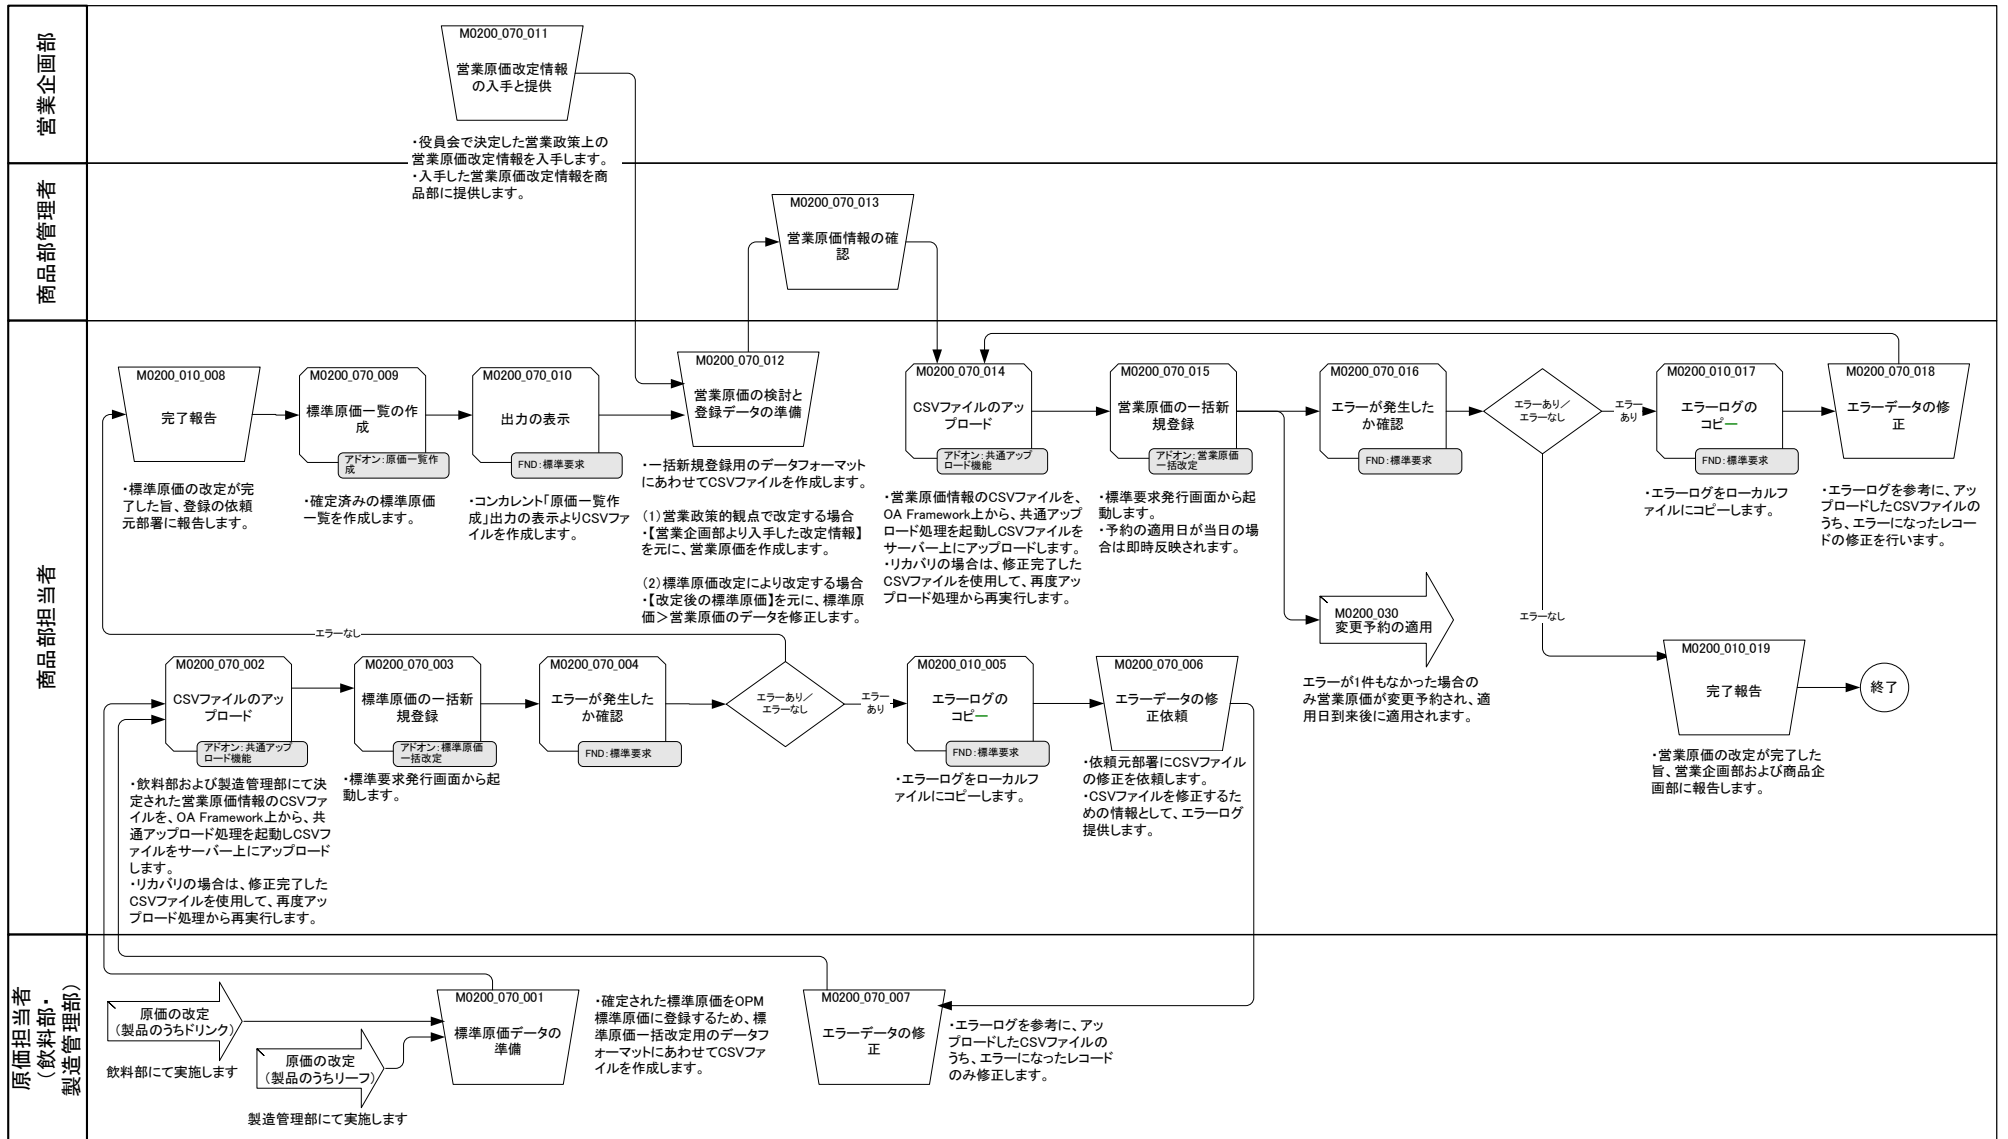 営業企画部
M0200_070_011
営業原価改定情報
の入手と提供
・役員会で決定した営業政策上の
営業原価改定情報を入手します。
・入手した営業原価改定情報を商
品部に提供します。
商品部管理者
M0200_070_013
営業原価情報の確
認
商品部担当者
M0200_010_008
完了報告
・標準原価の改定が完
了した旨、登録の依頼
元部署に報告します。
M0200_070_009
標準原価一覧の作
成
アドオン:原価一覧作
成
・確定済みの標準原価
一覧を作成します。
M0200_070_010
出力の表示
FND:標準要求
・コンカレント「原価一覧作
成」出力の表示よりCSVファ
イルを作成します。
M0200_070_012
営業原価の検討と
登録データの準備
・一括新規登録用のデータフォーマット
にあわせてCSVファイルを作成します。
(1)営業政策的観点で改定する場合
・【営業企画部より入手した改定情報】
を元に、営業原価を作成します。
(2)標準原価改定により改定する場合
・【改定後の標準原価】を元に、標準原
価>営業原価のデータを修正します。
M0200_070_014
CSVファイルのアッ
プロード
アドオン:共通アップ
ロード機能
・営業原価情報のCSVファイルを、
OA Framework上から、共通アップ
ロード処理を起動しCSVファイルを
サーバー上にアップロードします。
・リカバリの場合は、修正完了した
CSVファイルを使用して、再度アッ
プロード処理から再実行します。
M0200_070_015
営業原価の一括新
規登録
アドオン:営業原価
一括改定
・標準要求発行画面から起
動します。
・予約の適用日が当日の場
合は即時反映されます。
M0200_070_016
エラーが発生した
か確認
FND:標準要求
エラーあり/
エラーなし
エラー
あり
M0200_010_017
エラーログの
コピー
FND:標準要求
・エラーログをローカルフ
ァイルにコピーします。
M0200_070_018
エラーデータの修
正
・エラーログを参考に、アッ
プロードしたCSVファイルの
うち、エラーになったレコー
ドの修正を行います。
M0200_030
変更予約の適用
エラーが1件もなかった場合の
み営業原価が変更予約され、適
用日到来後に適用されます。
エラーなし
M0200_010_019
完了報告
・営業原価の改定が完了した
旨、営業企画部および商品企
画部に報告します。
終了
エラーなし
M0200_070_002
CSVファイルのアッ
プロード
アドオン:共通アップ
ロード機能
・飲料部および製造管理部にて決
定された営業原価情報のCSVファ
イルを、OA Framework上から、共
通アップロード処理を起動しCSVフ
ァイルをサーバー上にアップロード
します。
・リカバリの場合は、修正完了した
CSVファイルを使用して、再度アッ
プロード処理から再実行します。
M0200_070_003
標準原価の一括新
規登録
アドオン:標準原価
一括改定
・標準要求発行画面から起
動します。
M0200_070_004
エラーが発生した
か確認
FND:標準要求
エラーあり/
エラーなし
エラー
あり
M0200_010_005
エラーログの
コピー
FND:標準要求
・エラーログをローカルフ
ァイルにコピーします。
M0200_070_006
エラーデータの修
正依頼
・依頼元部署にCSVファイル
の修正を依頼します。
・CSVファイルを修正するた
めの情報として、エラーログ
提供します。
原価担当者
(飲料部・
製造管理部)
原価の改定
(製品のうちドリンク)
飲料部にて実施します
原価の改定
(製品のうちリーフ)
製造管理部にて実施します
M0200_070_001
標準原価データの
準備
・確定された標準原価をOPM
標準原価に登録するため、標
準原価一括改定用のデータフ
ォーマットにあわせてCSVファ
イルを作成します。
M0200_070_007
エラーデータの修
正
・エラーログを参考に、アッ
プロードしたCSVファイルの
うち、エラーになったレコード
のみ修正します。